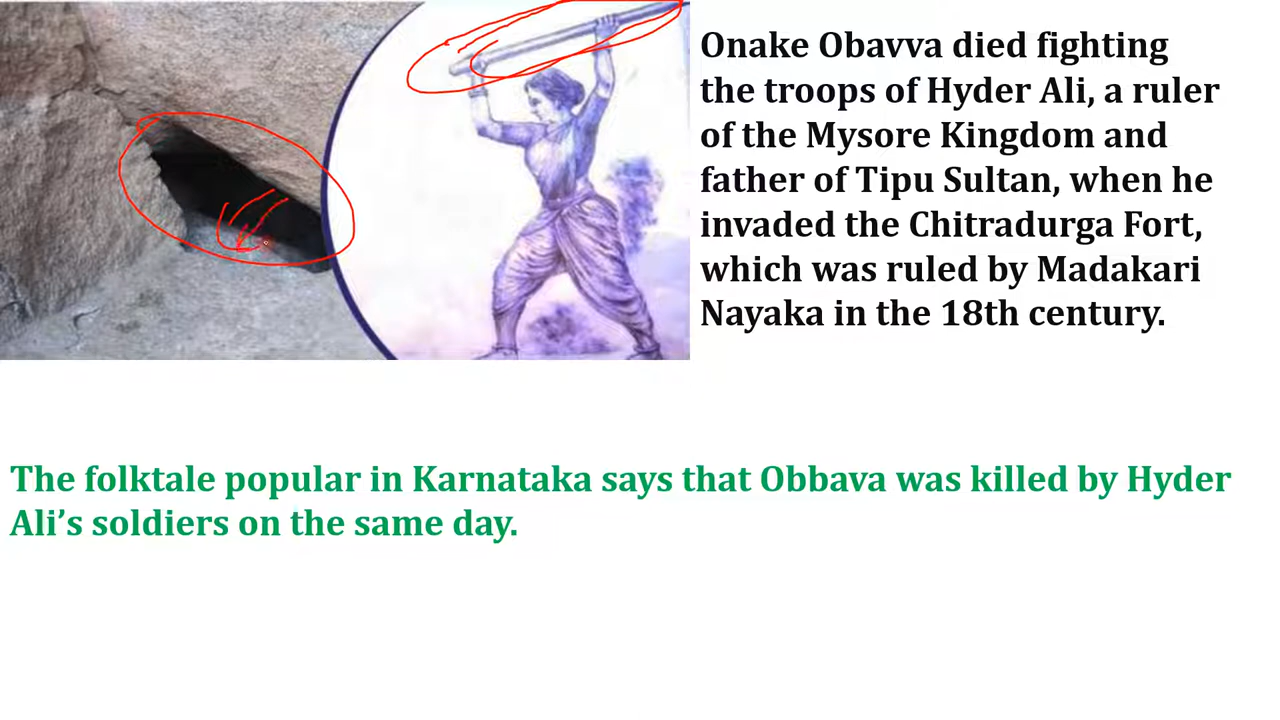 Onake Obavva died fighting
the troops of Hyder Ali, a ruler
of the Mysore Kingdom and
father of Tipu Sultan, when he
invaded the Chitradurga Fort,
which was ruled by Madakari
Nayaka in the 18th century.
The folktale popular in Karnataka says that Obbava was killed by Hyder
Ali’s soldiers on the same day.